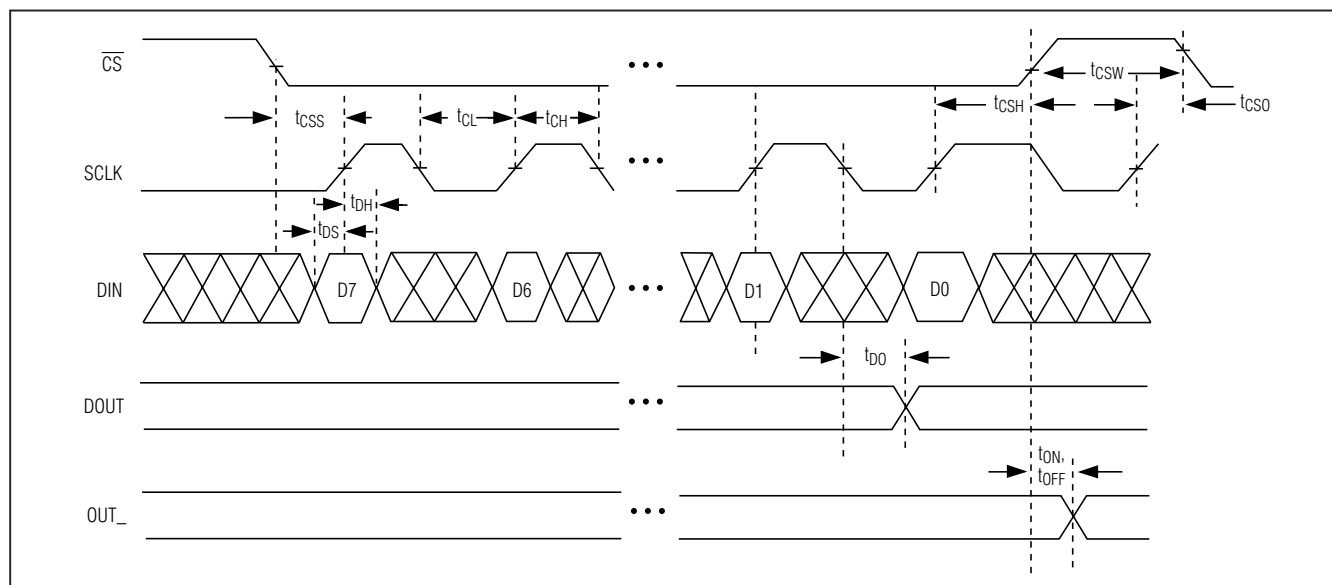 CS
tCSW
tCSS
tCL
tCH
tCSH
tCSO
SCLK
tDH
tDS
DIN
D7
D6
D1
D0
tDO
DOUT
tON,
tOFF
OUT_